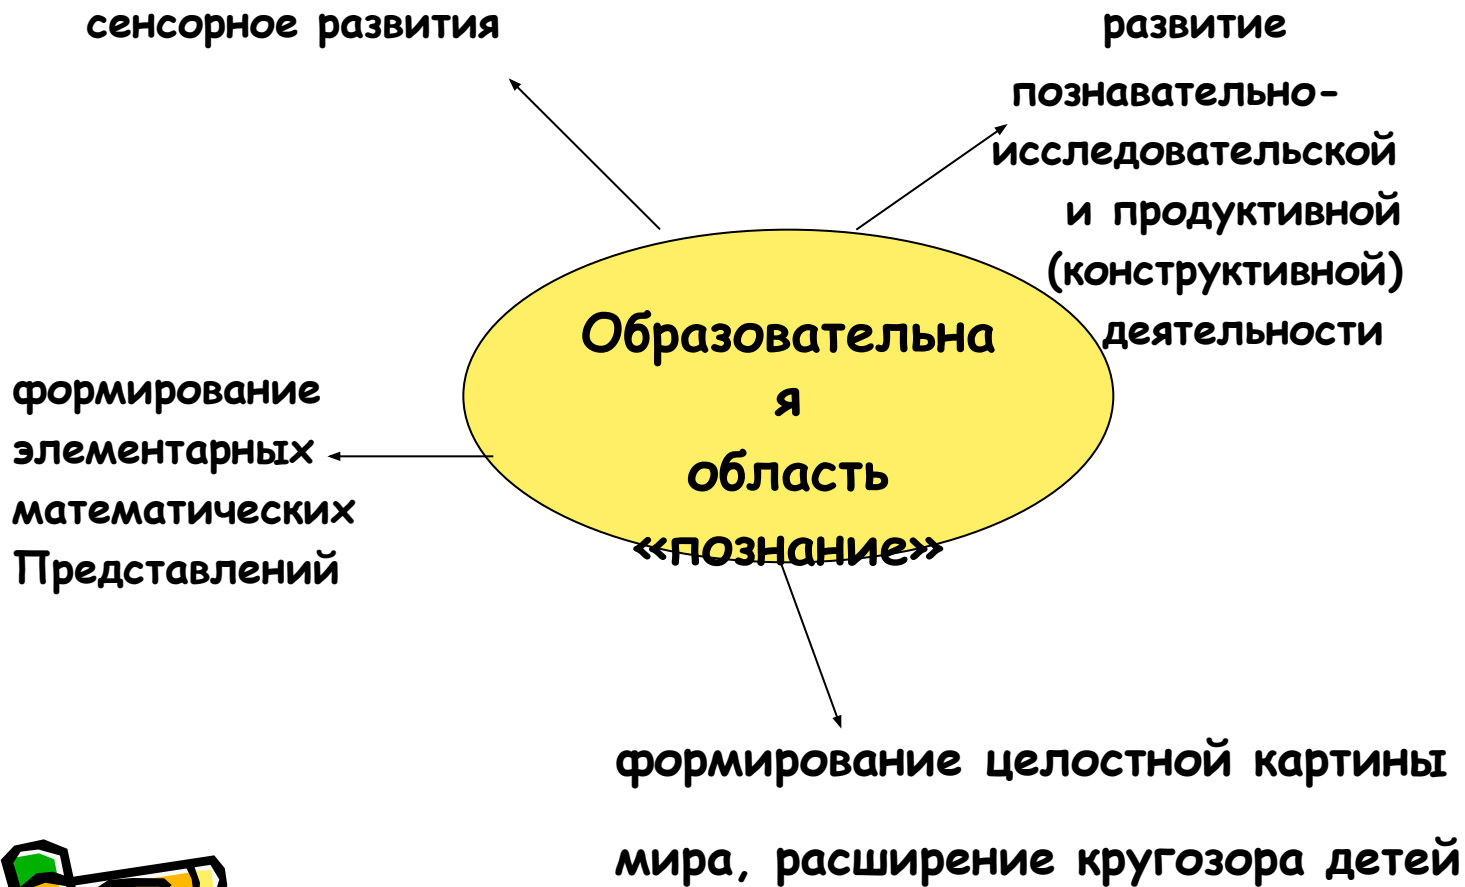 сенсорное развития
развитие
познавательно-
исследовательской
и продуктивной
(конструктивной)
деятельности
Образовательна
я
область
«познание»
формирование
элементарных
математических
Представлений
формирование целостной картины
мира, расширение кругозора детей